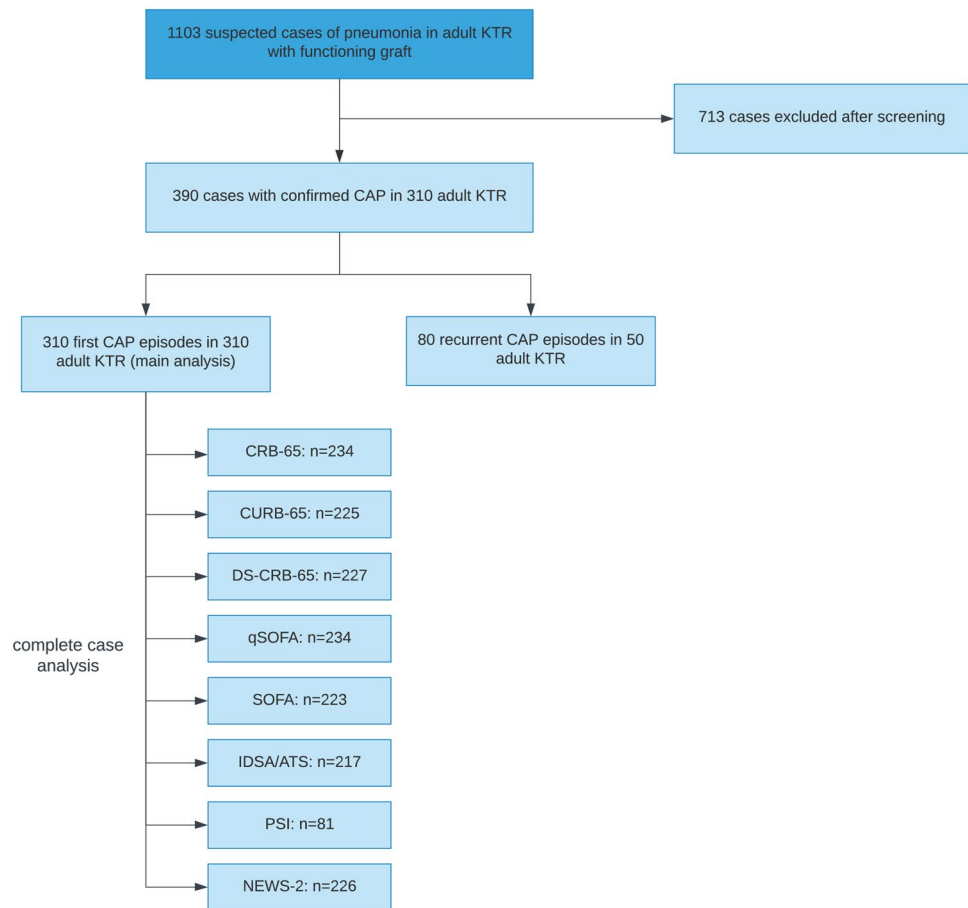 1103 suspected cases of pneumonia in adult KTR
with functioning graft
713 cases excluded after screening
390 cases with confirmed CAP in 310 adult KTR
310 first CAP episodes in 310
adult KTR (main analysis)
80 recurrent CAP episodes in 50
adult KTR
CRB-65: n=234
CURB-65: n=225
DS-CRB-65: n=227
qSOFA: n=234
complete case
analysis
SOFA: n=223
IDSA/ATS: n=217
PSI: n=81
NEWS-2: n=226